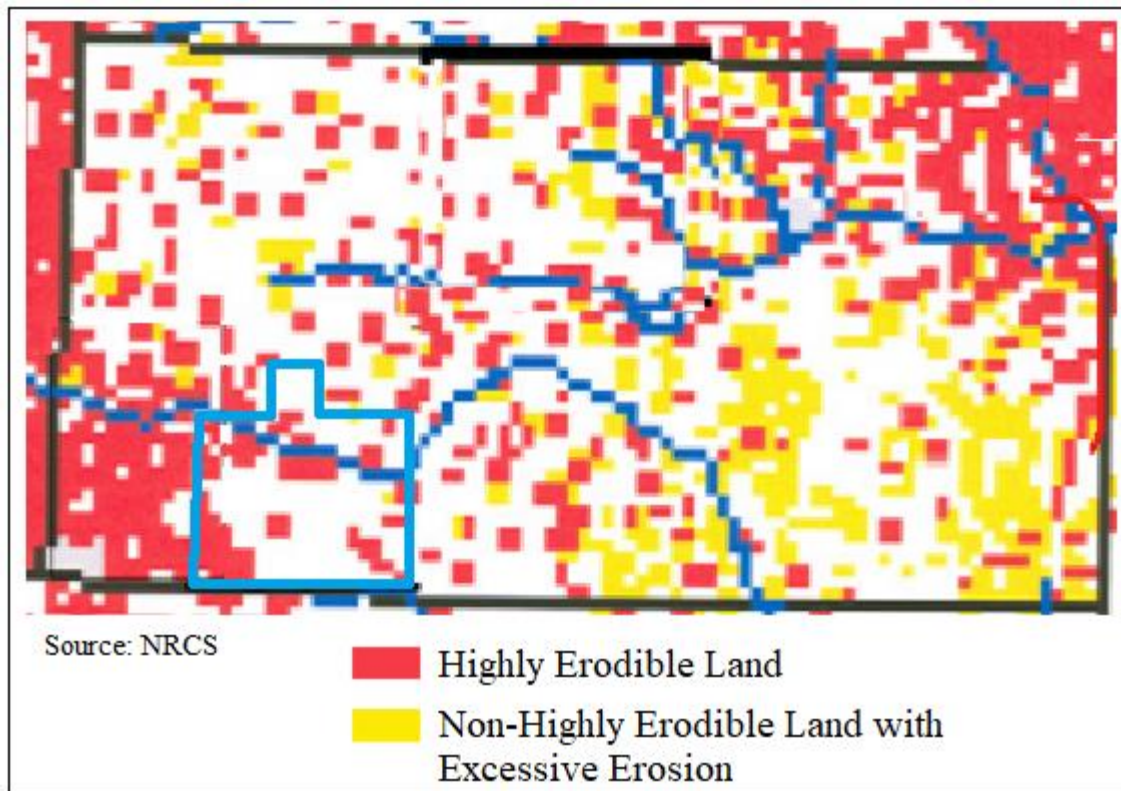 Source: NRCS
Highly Erodible Land
Non-Highly Erodible Land with
Excessive Erosion